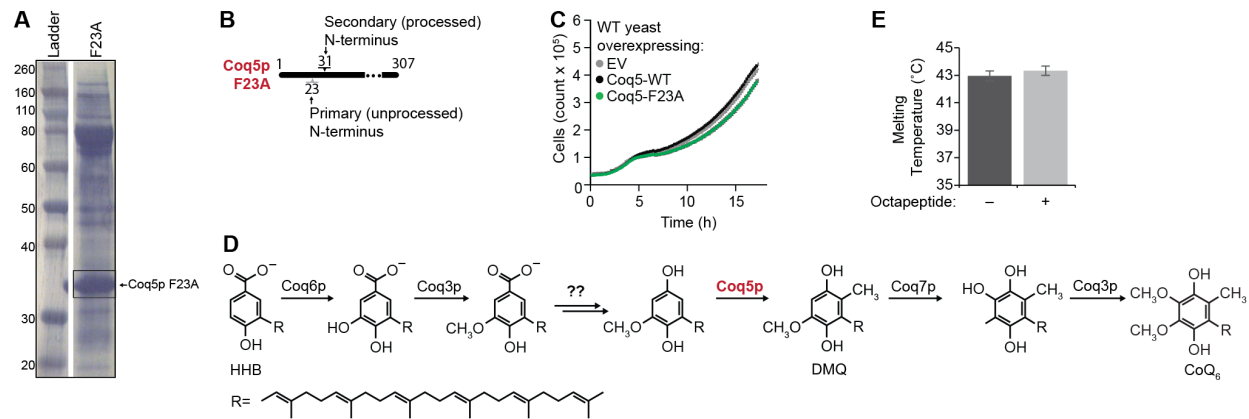 A
Ladder
F23A
260
160
110
80
60
50
40
30
20
Coq5p F23A
B
Secondary (processed)
N-terminus
1
31
307
Coq5p
F23A
23
Primary (unprocessed)
N-terminus
C
WT yeast
overexpressing:
EV
Coq5-WT
Coq5-F23A
Cells (count x 10⁵)
6
5
4
3
2
1
0
0
5
10
15
Time (h)
E
Melting
Temperature (°C)
47
43
41
39
37
35
Octapeptide:
–
+
D
O
O⁻
R
OH
HHB
Coq6p
O
O⁻
HO
R
OH
Coq3p
O
O⁻
CH₃O
R
OH
??
OH
CH₃O
R
OH
Coq5p
OH
CH₃
CH₃O
R
OH
DMQ
Coq7p
OH
HO
CH₃
R
OH
Coq3p
OH
CH₃O
CH₃
CH₃O
R
OH
CoQ₆
R=